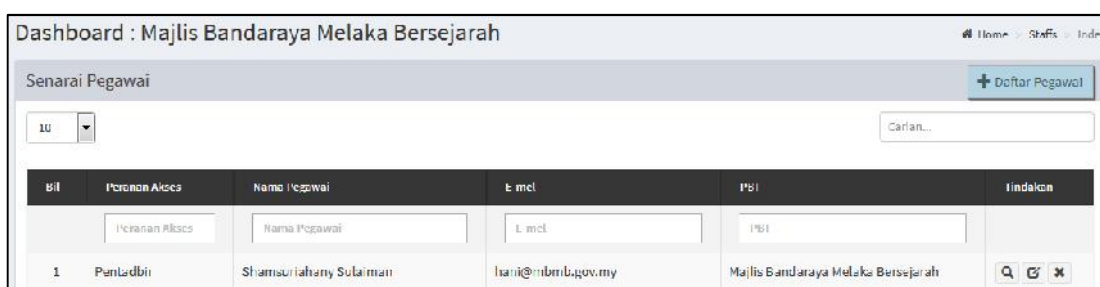 Dashboard : Majlis Bandaraya Melaka Bersejarah
Home > Staffs > Inde
Senarai Pegawai
Daftar Pegawai
10
Carian...
Bil Peranan Akses Nama Pegawai E-mel PBT Tindakan
Peranan Akses Nama Pegawai E-mel PBT
1 Pentadbir Shamsuriahany Sulaiman hani@mbmb.gov.my Majlis Bandaraya Melaka Bersejarah